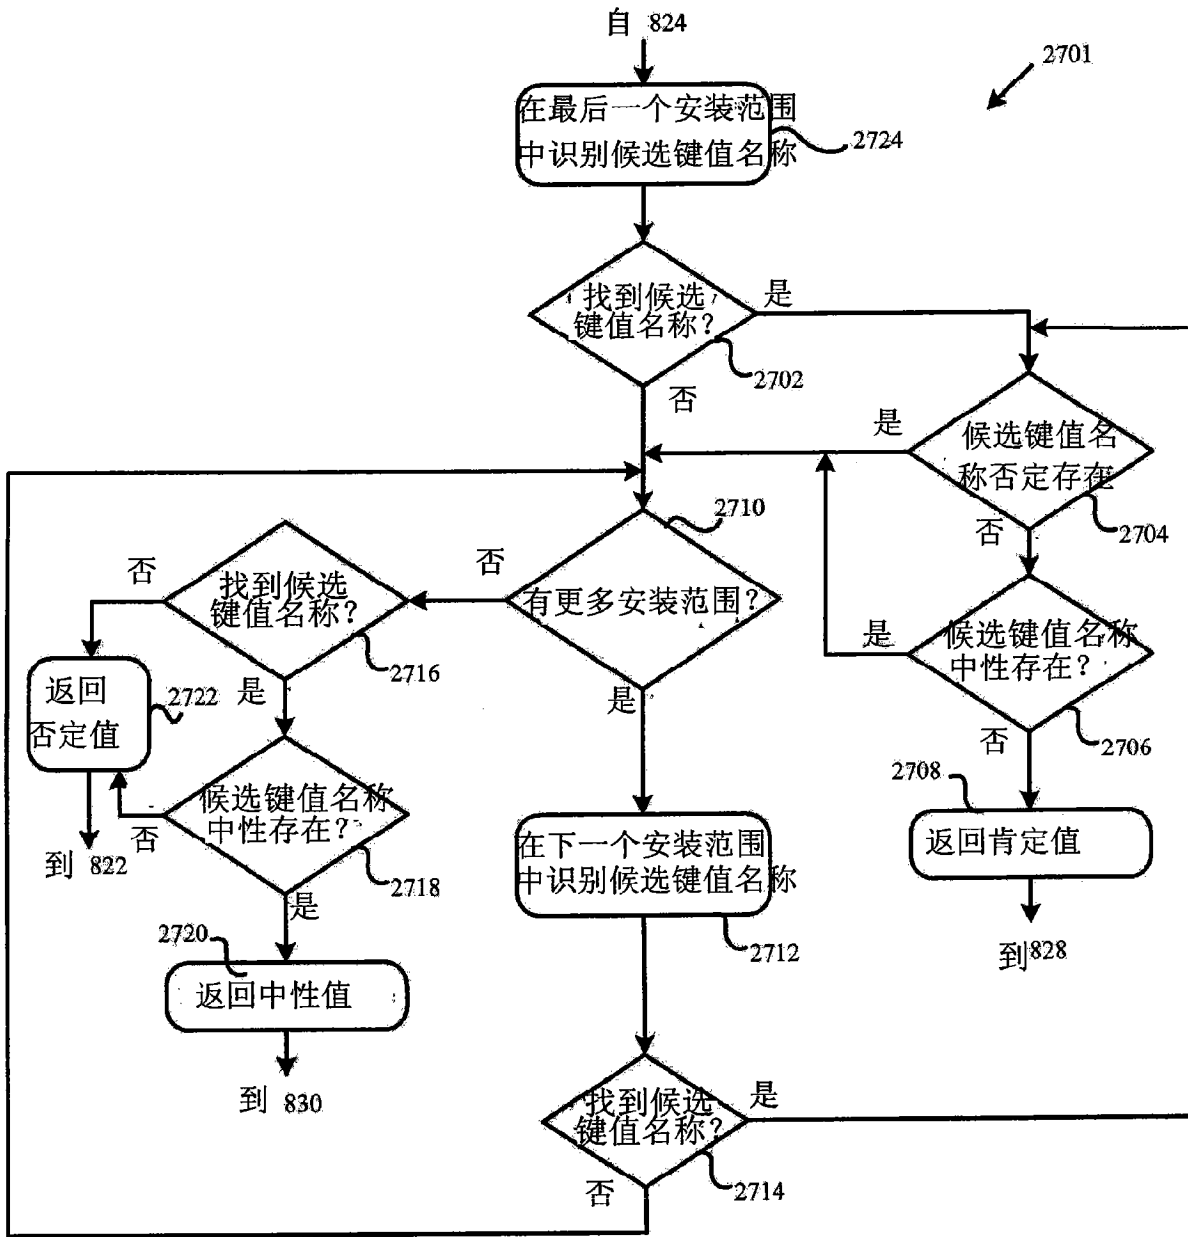 自 824
2701
在最后一个安装范围
中识别候选键值名称
2724
找到候选
键值名称?
是
2702
否
是
候选键值名
称否定存在
2704
否
2710
否
有更多安装范围?
是
否
找到候选
键值名称?
2716
是
返回
否定值
2722
到 822
候选键值名称
中性存在?
否
2718
是
2720
返回中性值
到 830
是
候选键值名称
中性存在?
2706
否
2708
返回肯定值
到828
在下一个安装范围
中识别候选键值名称
2712
找到候选
键值名称?
是
2714
否